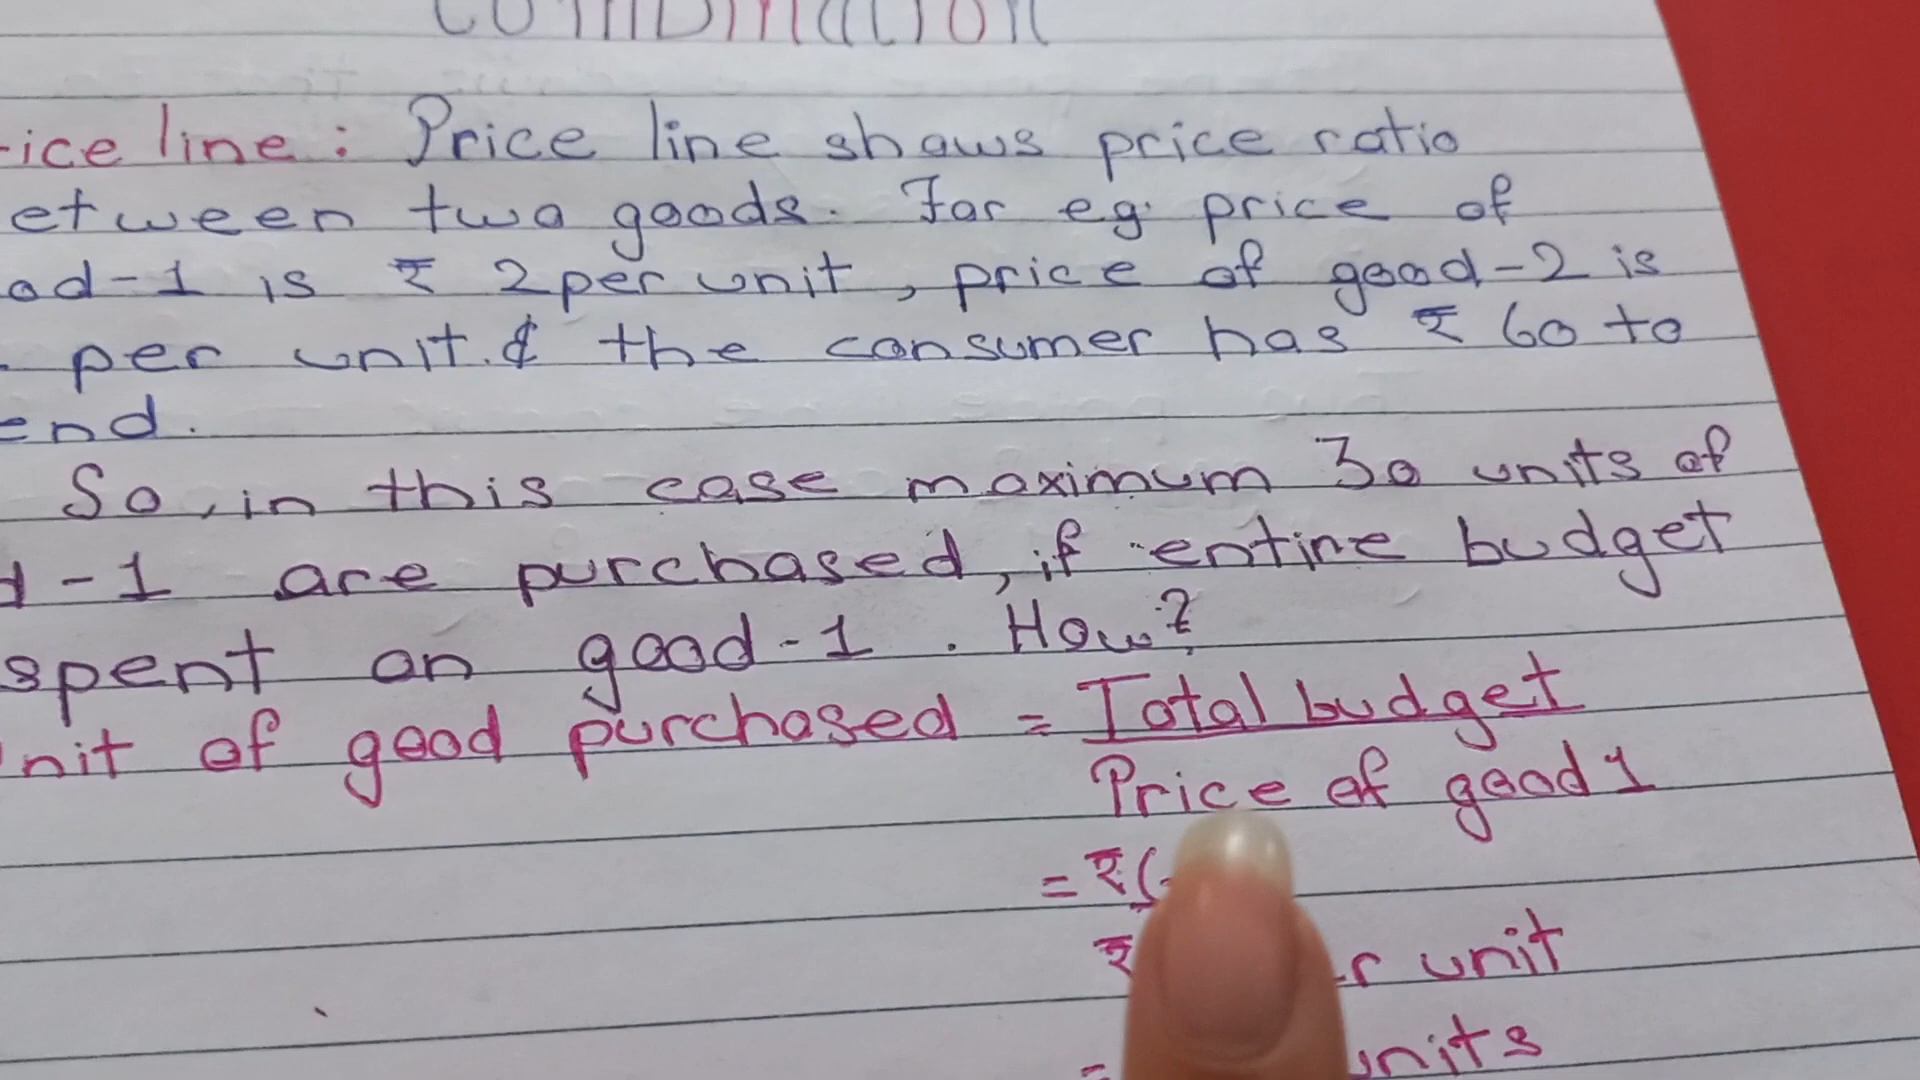 combination
ice line: Price line shows price ratio
etween two goods. For eg. price of
od-1 is ₹ 2 per unit, price of good-2 is
per unit. & the consumer has ₹ 60 to
end.
So, in this case maximum 30 units of
d-1 are purchased, if entire budget
spent on good-1. How?
nit of good purchased = Total budget
Price of good 1
= ₹
₹ r unit
= units